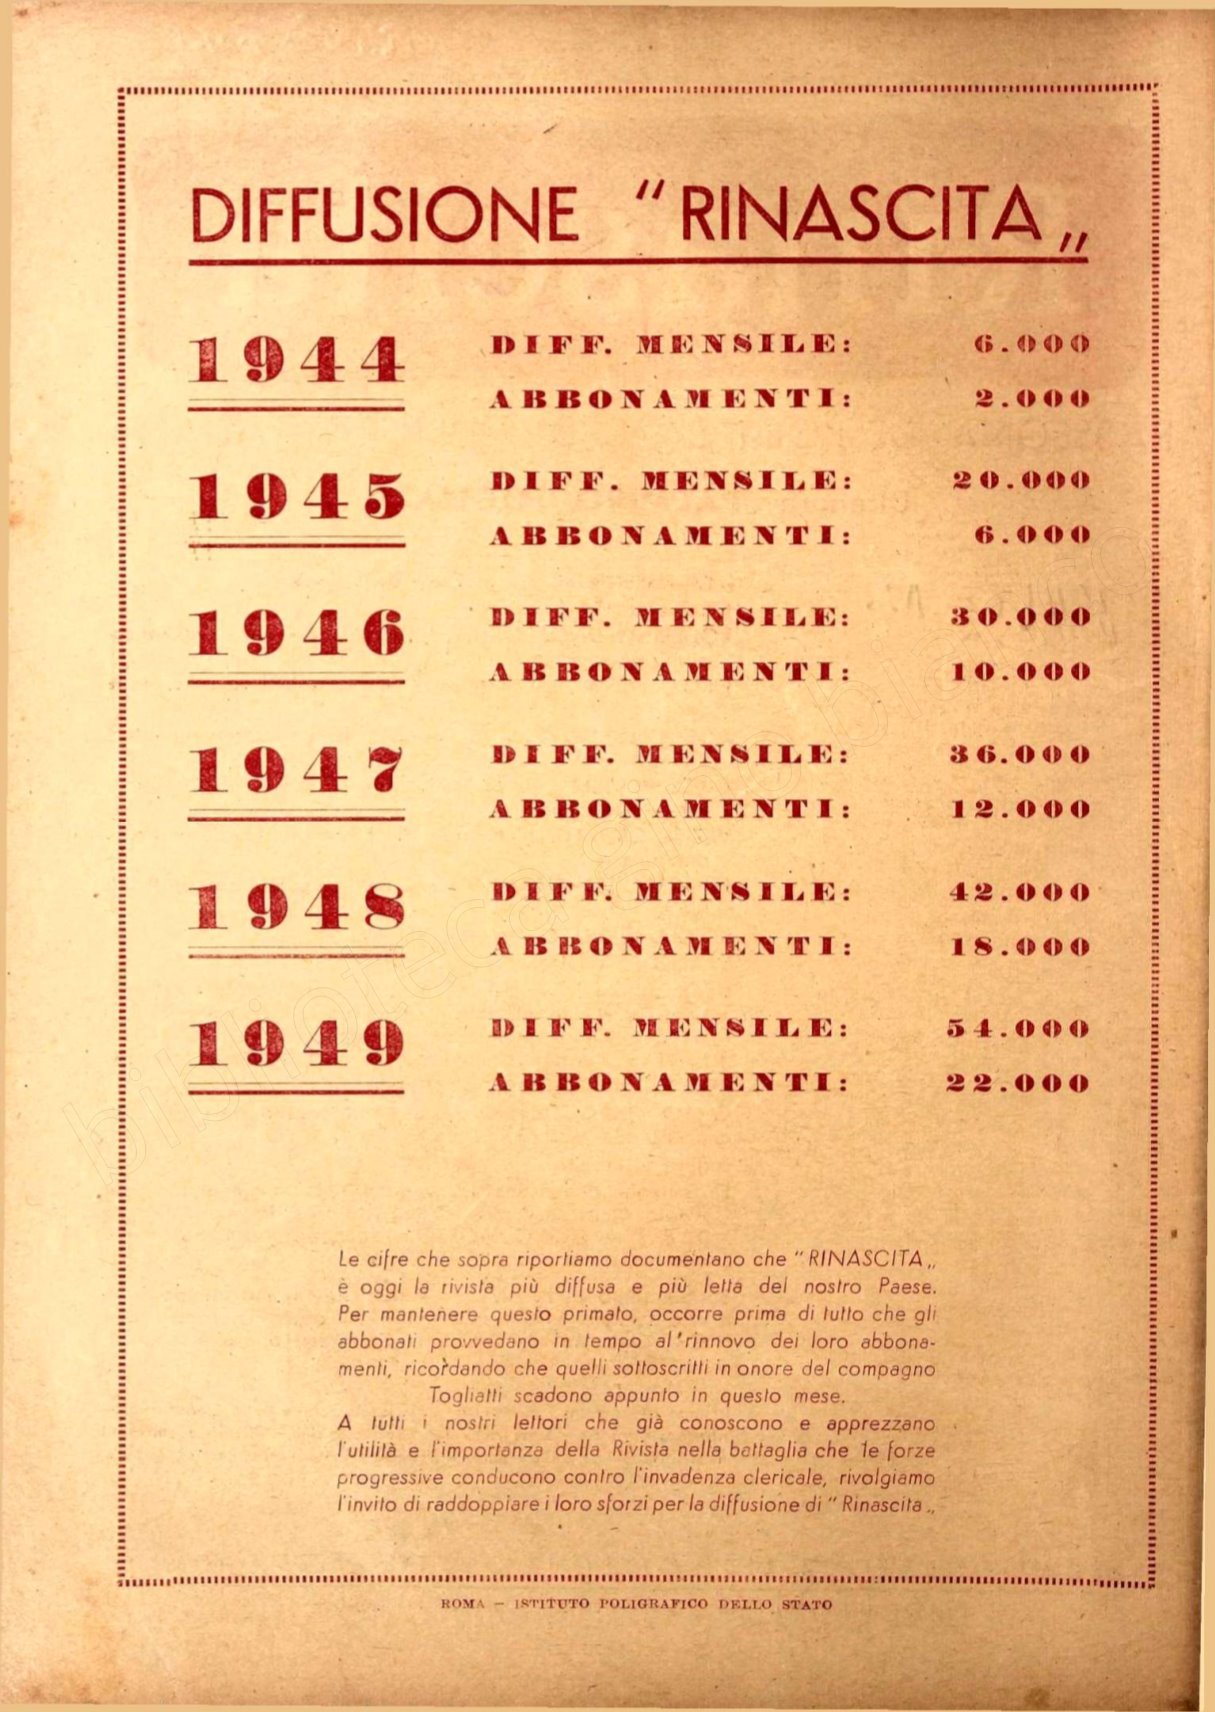 DIFFUSIONE “RINASCITA„
1944 DIFF. MENSILE: 6.000
ABBONAMENTI: 2.000
1945 DIFF. MENSILE: 20.000
ABBONAMENTI: 6.000
1946 DIFF. MENSILE: 30.000
ABBONAMENTI: 10.000
1947 DIFF. MENSILE: 36.000
ABBONAMENTI: 12.000
1948 DIFF. MENSILE: 42.000
ABBONAMENTI: 18.000
1949 DIFF. MENSILE: 54.000
ABBONAMENTI: 22.000
Le cifre che sopra riportiamo documentano che “RINASCITA„
è oggi la rivista più diffusa e più letta del nostro Paese.
Per mantenere questo primato, occorre prima di tutto che gli
abbonati provvedano in tempo al'rinnovo dei loro abbona-
menti, ricordando che quelli sottoscritti in onore del compagno
Togliatti scadono appunto in questo mese.
A tutti i nostri lettori che già conoscono e apprezzano
l'utilità e l'importanza della Rivista nella battaglia che le forze
progressive conducono contro l'invadenza clericale, rivolgiamo
l'invito di raddoppiare i loro sforzi per la diffusione di “Rinascita„
ROMA – ISTITUTO POLIGRAFICO DELLO STATO
biblioteca gino bianco